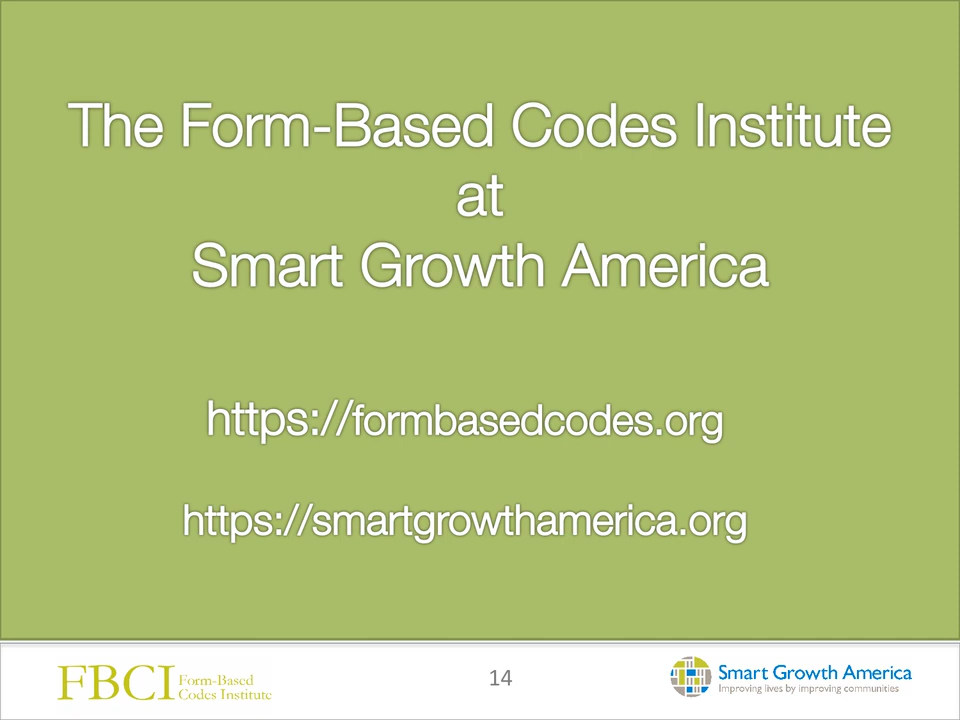 The Form-Based Codes Institute
at
Smart Growth America
https://formbasedcodes.org
https://smartgrowthamerica.org
FBCI Form-Based
Codes Institute
14
Smart Growth America
Improving lives by improving communities